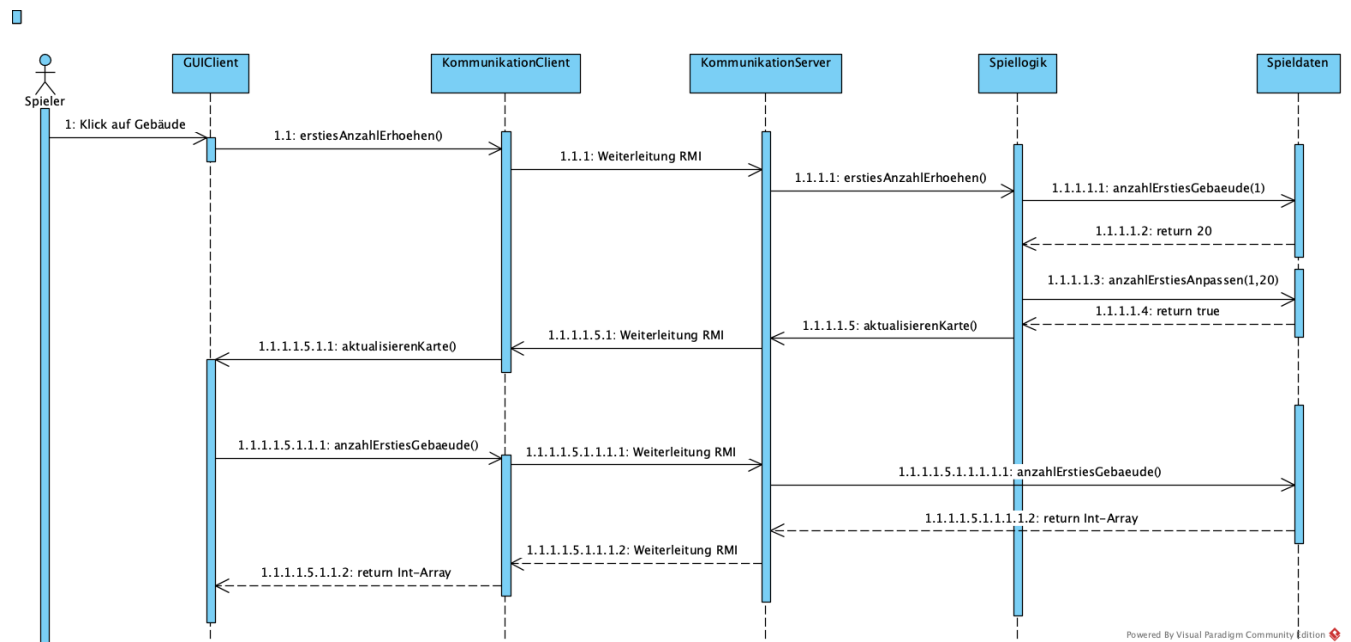 GUIClient
KommunikationClient
KommunikationServer
Spiellogik
Spieldaten
Spieler
1: Klick auf Gebäude
1.1: erstiesAnzahlErhoehen()
1.1.1: Weiterleitung RMI
1.1.1.1: erstiesAnzahlErhoehen()
1.1.1.1.1: anzahlErstiesGebaeude(1)
1.1.1.1.2: return 20
1.1.1.1.3: anzahlErstiesAnpassen(1,20)
1.1.1.1.4: return true
1.1.1.1.5: aktualisierenKarte()
1.1.1.1.5.1: Weiterleitung RMI
1.1.1.1.5.1.1: aktualisierenKarte()
1.1.1.1.5.1.1.1: anzahlErstiesGebaeude()
1.1.1.1.5.1.1.1.1: Weiterleitung RMI
1.1.1.1.5.1.1.1.1.1: anzahlErstiesGebaeude()
1.1.1.1.5.1.1.1.1.2: return Int-Array
1.1.1.1.5.1.1.1.2: Weiterleitung RMI
1.1.1.1.5.1.1.2: return Int-Array
Powered By Visual Paradigm Community Edition